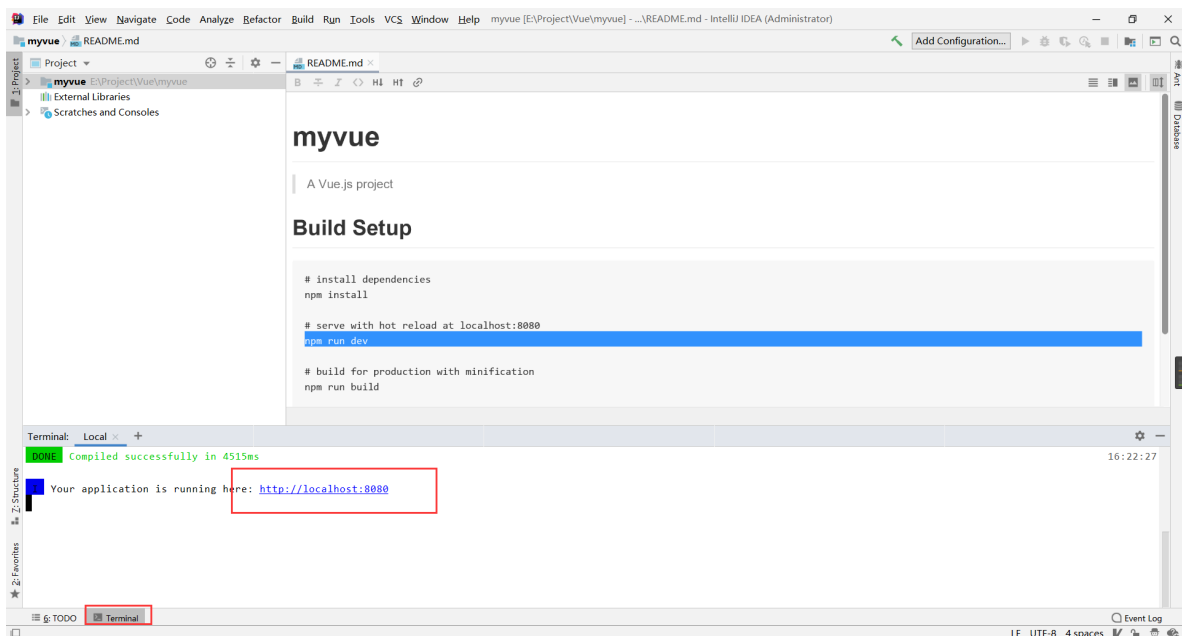 File Edit View Navigate Code Analyze Refactor Build Run Tools VCS Window Help myvue [E:\Project\Vue\myvue] - ...\README.md - IntelliJ IDEA (Administrator)
myvue README.md Add Configuration...
1: Project
Project
README.md
myvue E:\Project\Vue\myvue
External Libraries
Scratches and Consoles
B I H↓ H↑
Ant
Database
myvue
A Vue.js project
Build Setup
# install dependencies
npm install
# serve with hot reload at localhost:8080
npm run dev
# build for production with minification
npm run build
Terminal: Local +
DONE Compiled successfully in 4515ms 16:22:27
Your application is running here: http://localhost:8080
Z: Structure
2: Favorites
6: TODO Terminal Event Log
LF UTF-8 4 spaces